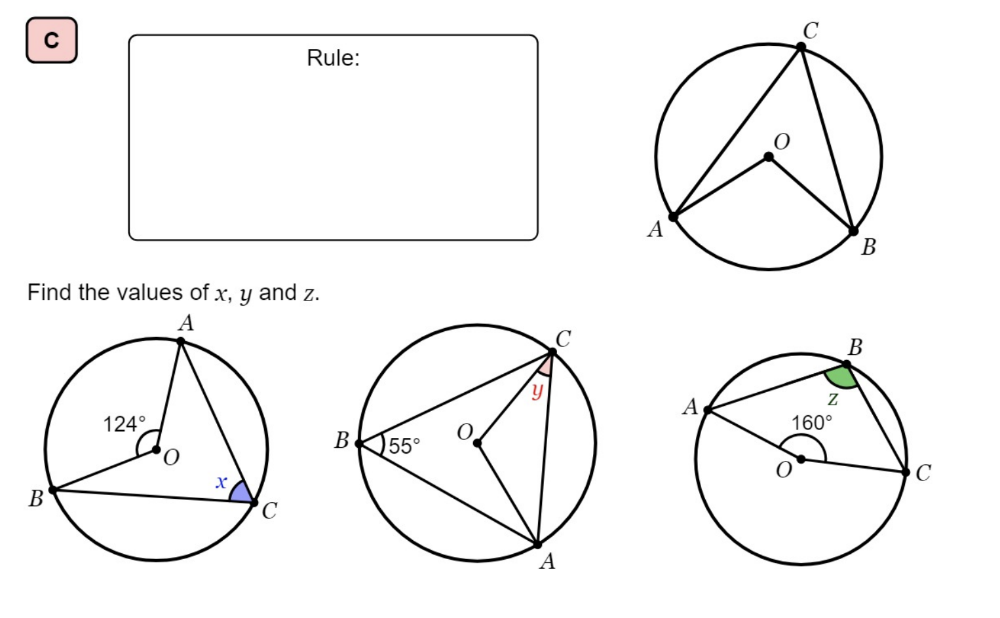 C
Rule:
C
O
A
B
Find the values of x, y and z.
A
124°
O
x
B
C
C
y
B
55°
O
A
B
A
z
160°
O
C